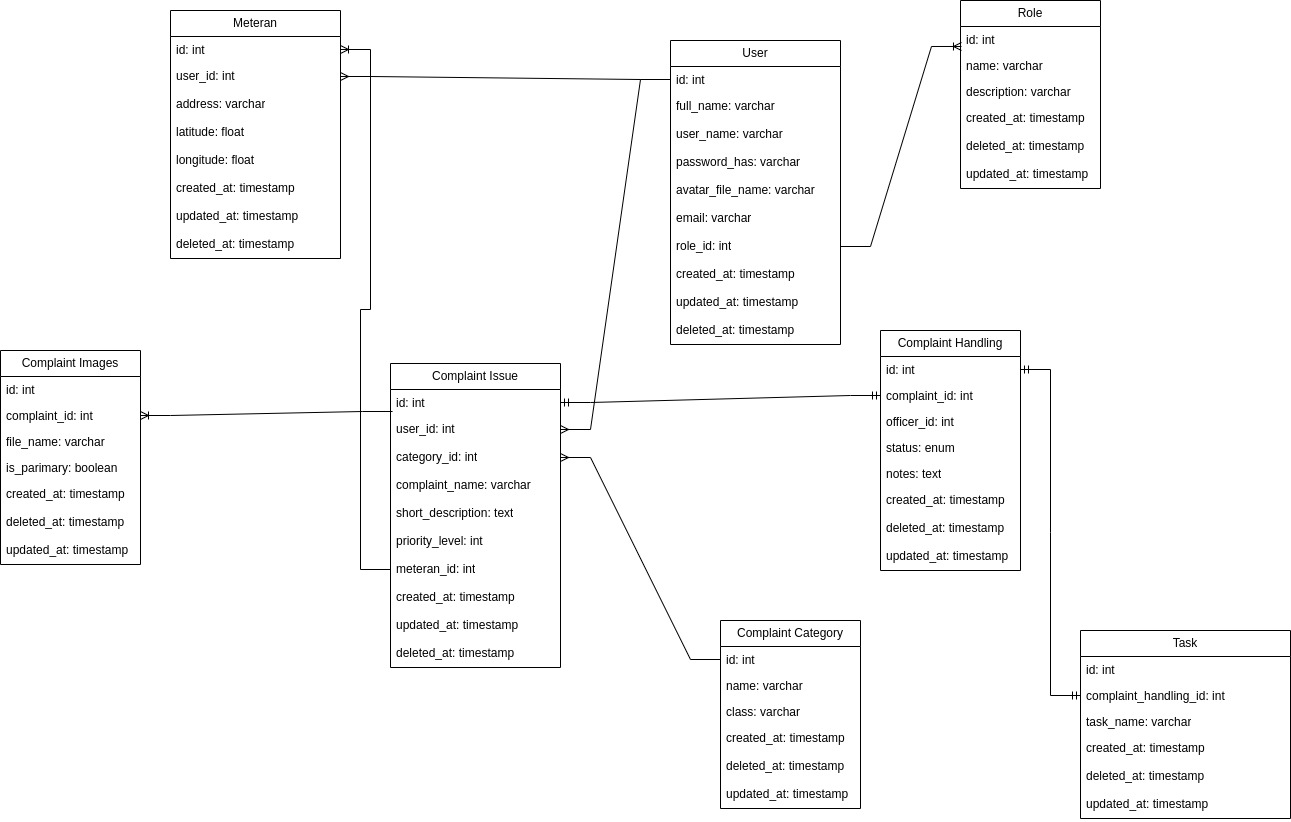 Meteran
id: int
user_id: int
address: varchar
latitude: float
longitude: float
created_at: timestamp
updated_at: timestamp
deleted_at: timestamp
User
id: int
full_name: varchar
user_name: varchar
password_has: varchar
avatar_file_name: varchar
email: varchar
role_id: int
created_at: timestamp
updated_at: timestamp
deleted_at: timestamp
Role
id: int
name: varchar
description: varchar
created_at: timestamp
deleted_at: timestamp
updated_at: timestamp
Complaint Images
id: int
complaint_id: int
file_name: varchar
is_parimary: boolean
created_at: timestamp
deleted_at: timestamp
updated_at: timestamp
Complaint Issue
id: int
user_id: int
category_id: int
complaint_name: varchar
short_description: text
priority_level: int
meteran_id: int
created_at: timestamp
updated_at: timestamp
deleted_at: timestamp
Complaint Handling
id: int
complaint_id: int
officer_id: int
status: enum
notes: text
created_at: timestamp
deleted_at: timestamp
updated_at: timestamp
Complaint Category
id: int
name: varchar
class: varchar
created_at: timestamp
deleted_at: timestamp
updated_at: timestamp
Task
id: int
complaint_handling_id: int
task_name: varchar
created_at: timestamp
deleted_at: timestamp
updated_at: timestamp